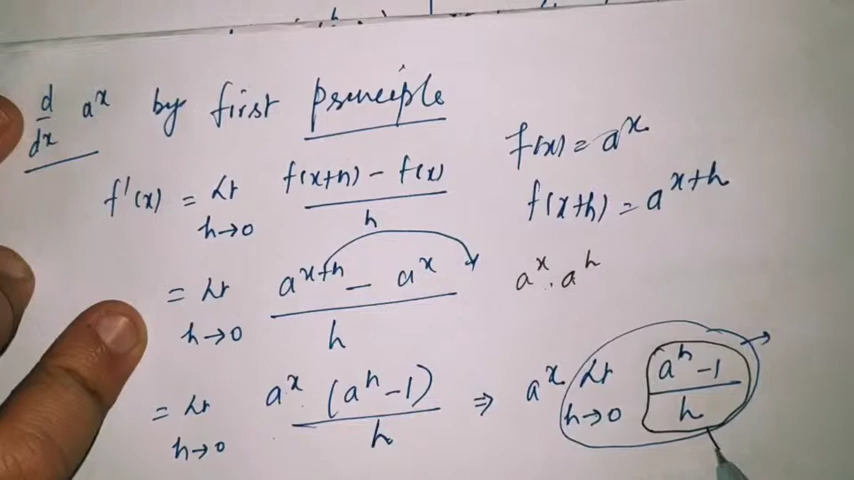 d/dx a^x by first principle
f(x) = a^x
f'(x) = Lt h→0 f(x+h) - f(x) / h
f(x+h) = a^(x+h)
= Lt h→0 a^(x+h) - a^x / h
a^x . a^h
= Lt h→0 a^x . (a^h - 1) / h ⇒ a^x Lt h→0 a^h - 1 / h